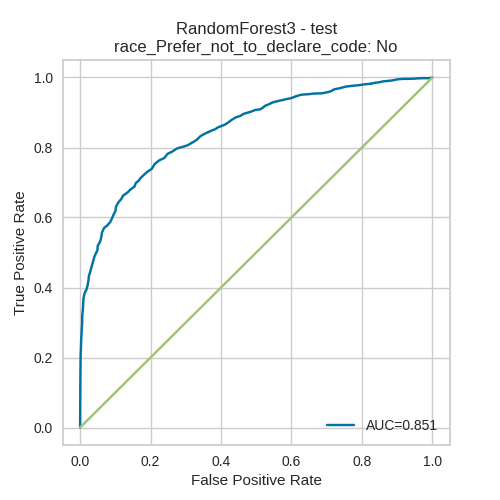 RandomForest3 - test
race_Prefer_not_to_declare_code: No
1.0
0.8
0.6
0.4
0.2
0.0
True Positive Rate
AUC=0.851
0.0 0.2 0.4 0.6 0.8 1.0
False Positive Rate